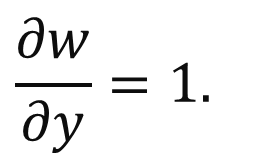 ∂w/∂y = 1.